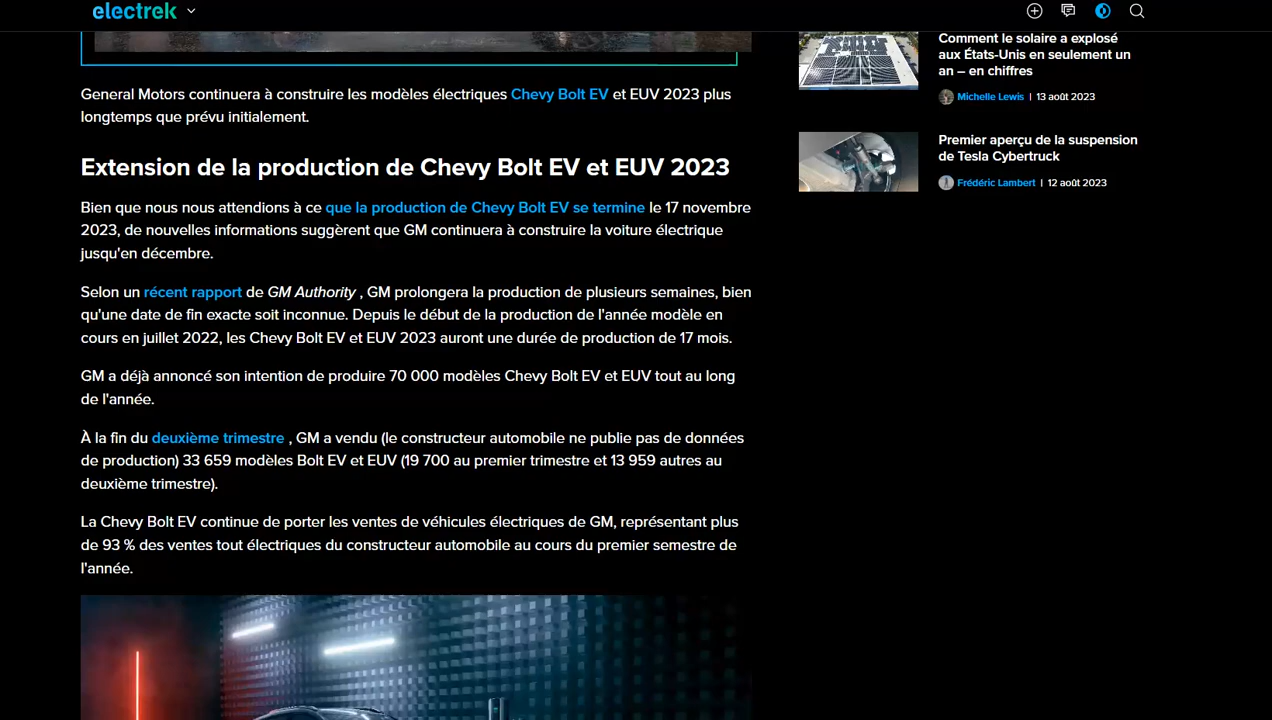 electrek
General Motors continuera à construire les modèles électriques Chevy Bolt EV et EUV 2023 plus
longtemps que prévu initialement.
Extension de la production de Chevy Bolt EV et EUV 2023
Bien que nous nous attendions à ce que la production de Chevy Bolt EV se termine le 17 novembre
2023, de nouvelles informations suggèrent que GM continuera à construire la voiture électrique
jusqu'en décembre.
Selon un récent rapport de GM Authority , GM prolongera la production de plusieurs semaines, bien
qu'une date de fin exacte soit inconnue. Depuis le début de la production de l'année modèle en
cours en juillet 2022, les Chevy Bolt EV et EUV 2023 auront une durée de production de 17 mois.
GM a déjà annoncé son intention de produire 70 000 modèles Chevy Bolt EV et EUV tout au long
de l'année.
À la fin du deuxième trimestre , GM a vendu (le constructeur automobile ne publie pas de données
de production) 33 659 modèles Bolt EV et EUV (19 700 au premier trimestre et 13 959 autres au
deuxième trimestre).
La Chevy Bolt EV continue de porter les ventes de véhicules électriques de GM, représentant plus
de 93 % des ventes tout électriques du constructeur automobile au cours du premier semestre de
l'année.
Comment le solaire a explosé
aux États-Unis en seulement un
an – en chiffres
Michelle Lewis | 13 août 2023
Premier aperçu de la suspension
de Tesla Cybertruck
Frédéric Lambert | 12 août 2023